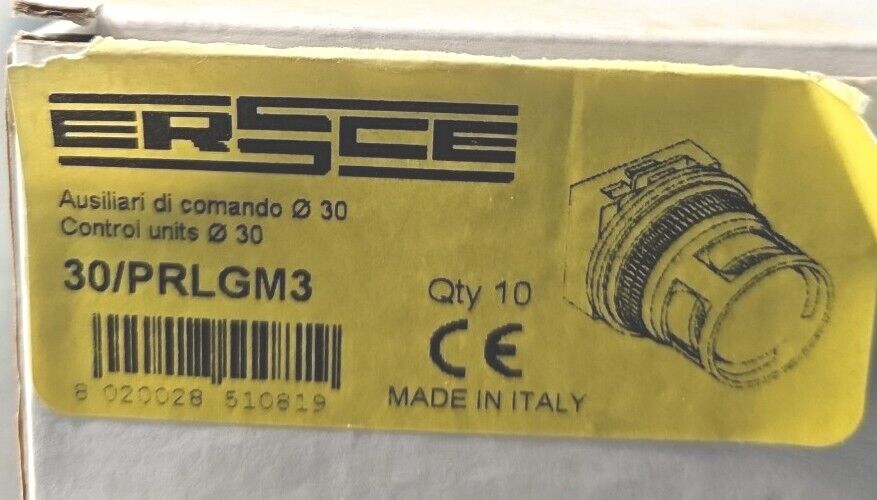 ERSCE
Ausiliari di comando Ø 30
Control units Ø 30
30/PRLGM3
Qty 10
CE
8 020028 510819
MADE IN ITALY